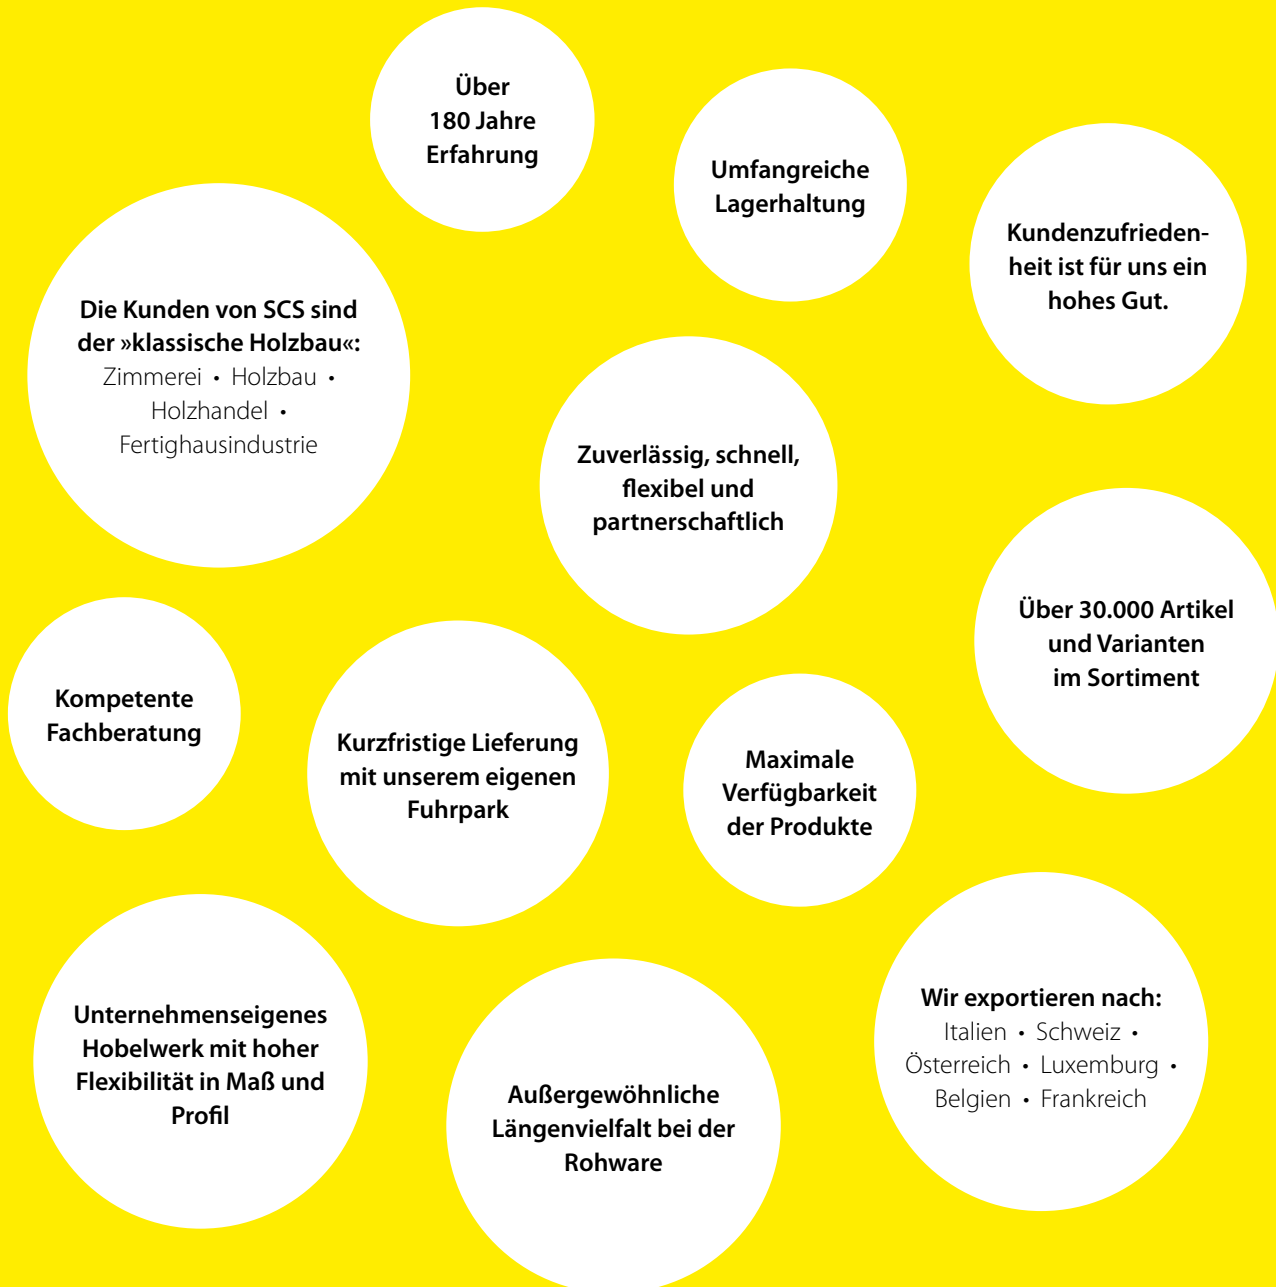 Über
180 Jahre
Erfahrung
Umfangreiche
Lagerhaltung
Kundenzufrieden-
heit ist für uns ein
hohes Gut.
Die Kunden von SCS sind
der »klassische Holzbau«:
Zimmerei • Holzbau •
Holzhandel •
Fertighausindustrie
Zuverlässig, schnell,
flexibel und
partnerschaftlich
Über 30.000 Artikel
und Varianten
im Sortiment
Kompetente
Fachberatung
Kurzfristige Lieferung
mit unserem eigenen
Fuhrpark
Maximale
Verfügbarkeit
der Produkte
Unternehmenseigenes
Hobelwerk mit hoher
Flexibilität in Maß und
Profil
Außergewöhnliche
Längenvielfalt bei der
Rohware
Wir exportieren nach:
Italien • Schweiz •
Österreich • Luxemburg •
Belgien • Frankreich